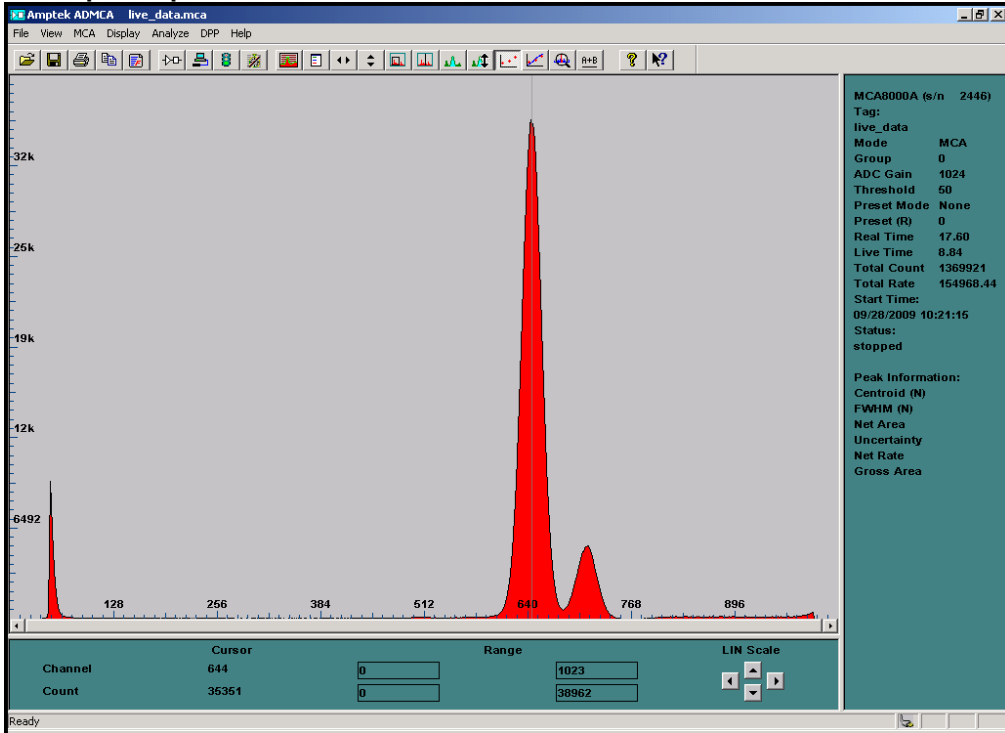 Amptek ADMCA    live_data.mca
File  View  MCA  Display  Analyze  DPP  Help
A+B
32k
25k
19k
12k
6492
128  256  384  512  640  768  896
MCA8000A (s/n  2446)
Tag:
live_data
Mode  MCA
Group  0
ADC Gain  1024
Threshold  50
Preset Mode  None
Preset (R)  0
Real Time  17.60
Live Time  8.84
Total Count  1369921
Total Rate  154968.44
Start Time:
09/28/2009 10:21:15
Status:
stopped
Peak Information:
Centroid (N)
FWHM (N)
Net Area
Uncertainty
Net Rate
Gross Area
Cursor  Range  LIN Scale
Channel  644  0  1023
Count  35351  0  38962
Ready